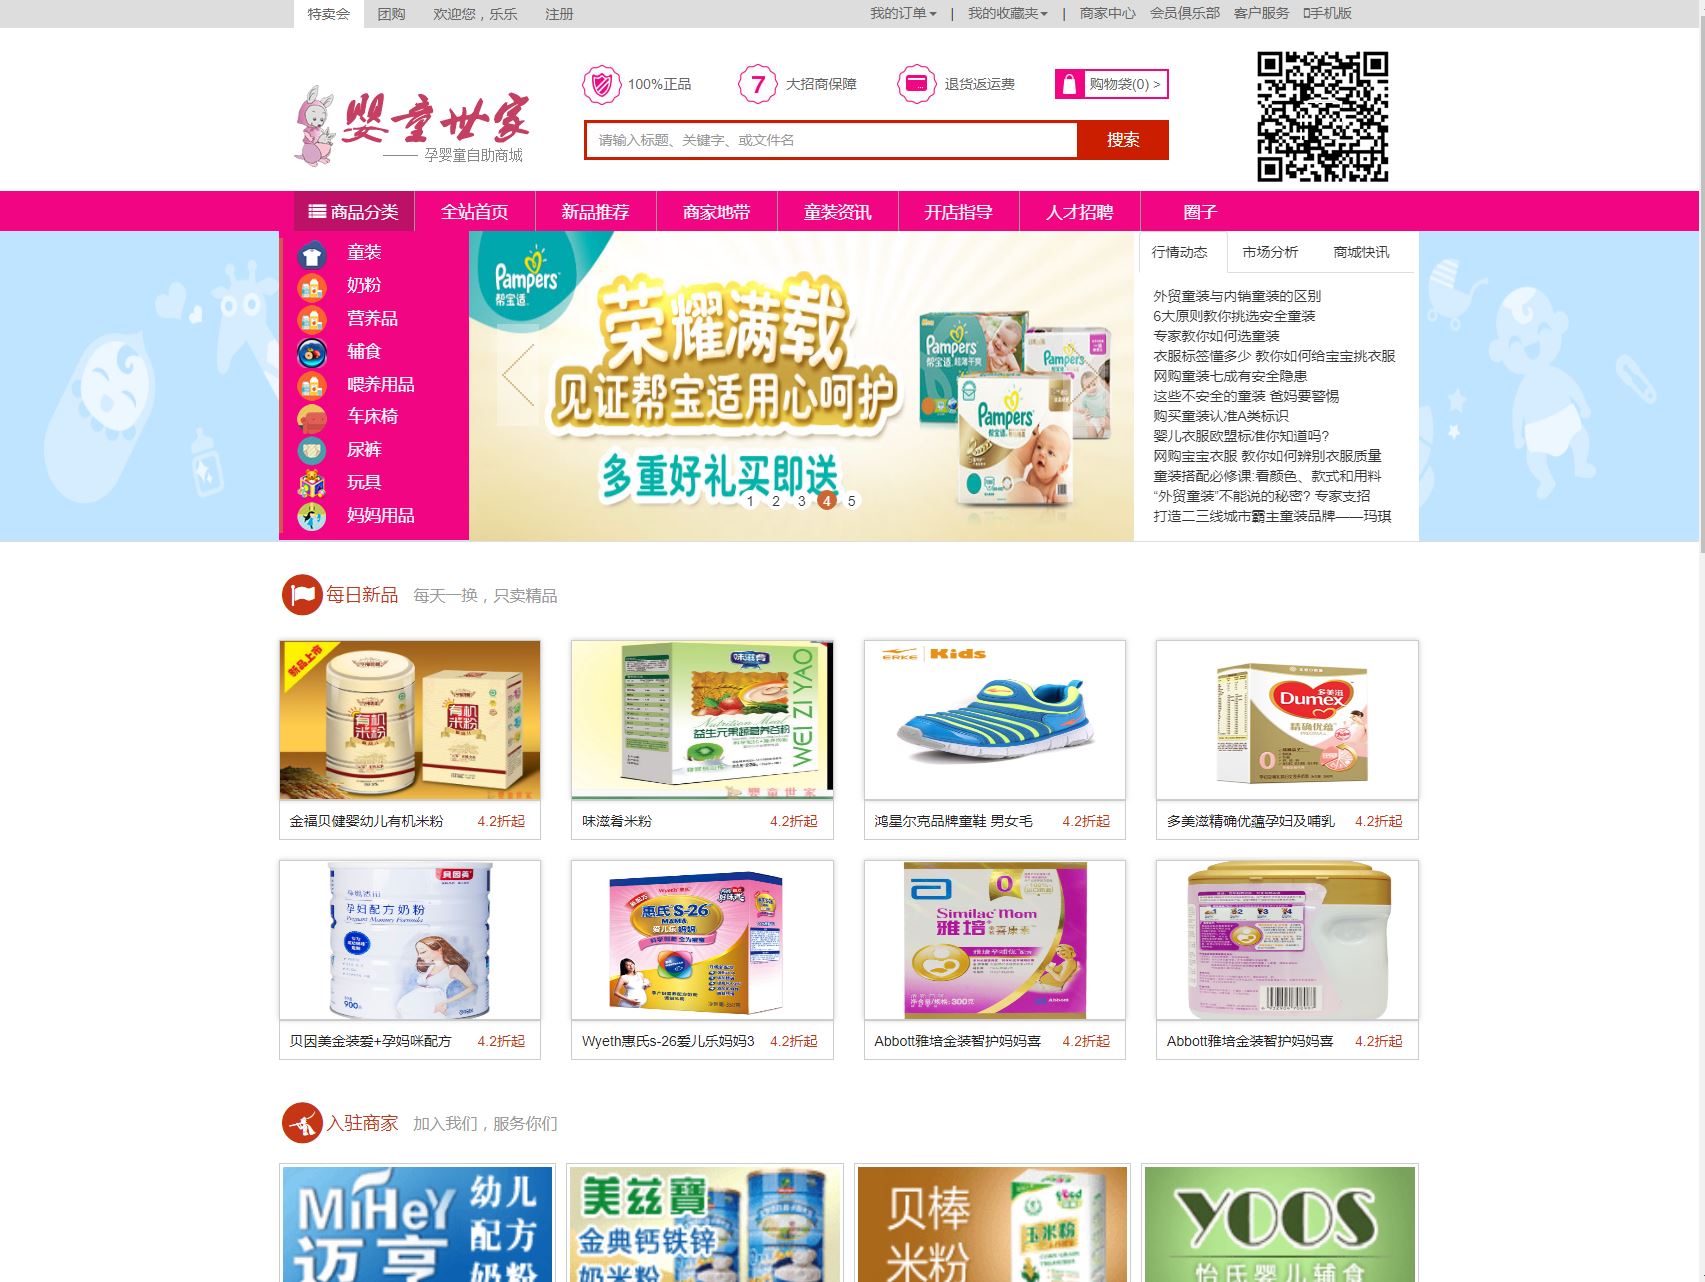 特卖会 团购 欢迎您，乐乐 注册 我的订单 | 我的收藏夹 | 商家中心 会员俱乐部 客户服务 手机版
100%正品 7 大招商保障 退货返运费 购物袋(0) >
婴童世家
—— 孕婴童自助商城
请输入标题、关键字、或文件名 搜索
商品分类 全站首页 新品推荐 商家地带 童装资讯 开店指导 人才招聘 圈子
童装
奶粉
营养品
辅食
喂养用品
车床椅
尿裤
玩具
妈妈用品
Pampers
帮宝适
荣耀满载
见证帮宝适用心呵护
多重好礼买即送
1 2 3 4 5
Pampers
帮宝适
Pampers
Pampers
行情动态 市场分析 商城快讯
外贸童装与内销童装的区别
6大原则教你挑选安全童装
专家教你如何选童装
衣服标签懂多少 教你如何给宝宝挑衣服
网购童装七成有安全隐患
这些不安全的童装 爸妈要警惕
购买童装认准A类标识
婴儿衣服欧盟标准你知道吗?
网购宝宝衣服 教你如何辨别衣服质量
童装搭配必修课:看颜色、款式和用料
“外贸童装”不能说的秘密? 专家支招
打造二三线城市霸主童装品牌——玛琪
每日新品 每天一换，只卖精品
新品上市
有机米粉
有机米粉
婴童世家
味滋肴
Nutrition Meal
益生元果蔬营养谷粉
WEI ZI YAO
婴童世家
ERKE Kids
多美滋
Dumex
精确优蕴
0
金福贝健婴幼儿有机米粉 4.2折起
味滋肴米粉 4.2折起
鸿星尔克品牌童鞋 男女毛 4.2折起
多美滋精确优蕴孕妇及哺乳 4.2折起
贝因美
孕妇配方奶粉
Pregnant Mommy Formula
900
Wyeth 惠氏
惠氏S-26
MAMA
爱儿乐妈妈
0
Similac Mom
雅培 喜康素
净含量/规格: 300克
Abbott
1 2 3 4
贝因美金装爱+孕妈咪配方 4.2折起
Wyeth惠氏s-26爱儿乐妈妈3 4.2折起
Abbott雅培金装智护妈妈喜 4.2折起
Abbott雅培金装智护妈妈喜 4.2折起
入驻商家 加入我们，服务你们
MiHeY
迈亨
幼儿
配方
奶粉
美兹寶
金典钙铁锌
奶米粉
贝棒
米粉
玉米粉
YOOS
怡氏婴儿辅食